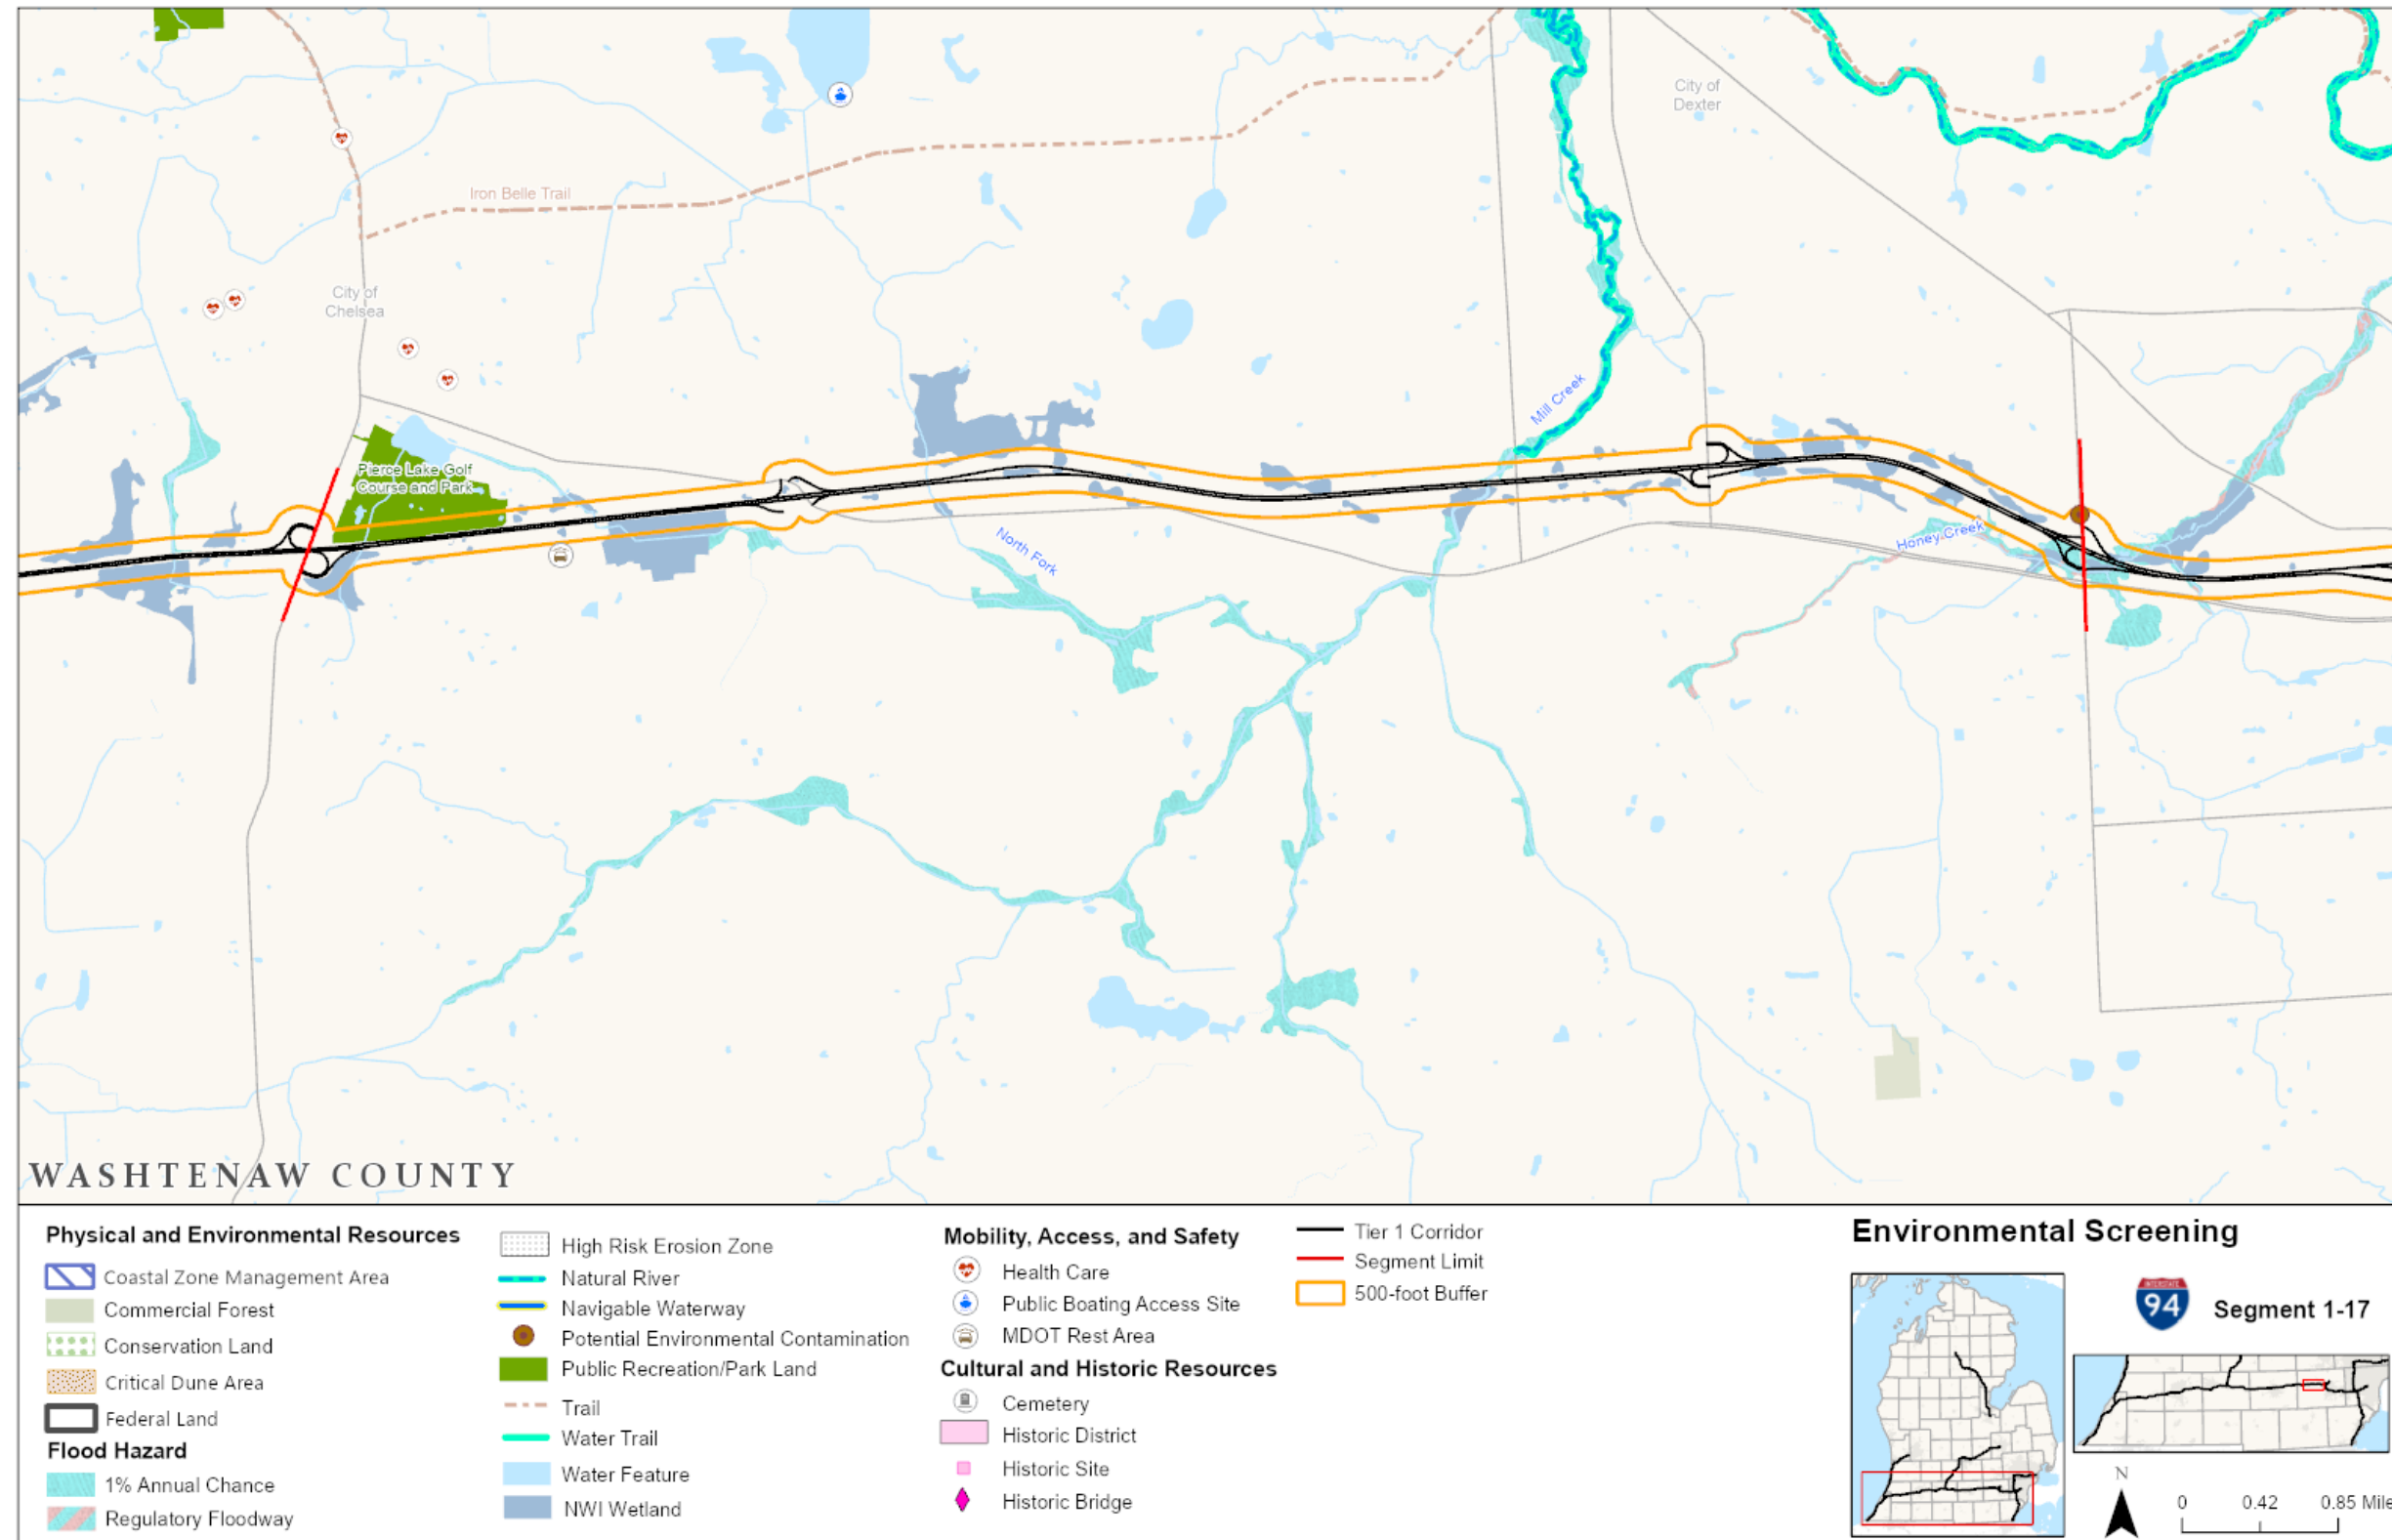 City of
Dexter
Iron Belle Trail
City of
Chelsea
Mill Creek
Pierce Lake Golf
Course and Park
North Fork
Honey Creek
WASHTENAW COUNTY
Physical and Environmental Resources
Coastal Zone Management Area
Commercial Forest
Conservation Land
Critical Dune Area
Federal Land
Flood Hazard
1% Annual Chance
Regulatory Floodway
High Risk Erosion Zone
Natural River
Navigable Waterway
Potential Environmental Contamination
Public Recreation/Park Land
Trail
Water Trail
Water Feature
NWI Wetland
Mobility, Access, and Safety
Health Care
Public Boating Access Site
MDOT Rest Area
Cultural and Historic Resources
Cemetery
Historic District
Historic Site
Historic Bridge
Tier 1 Corridor
Segment Limit
500-foot Buffer
Environmental Screening
INTERSTATE
94
Segment 1-17
N
0 0.42 0.85 Mile